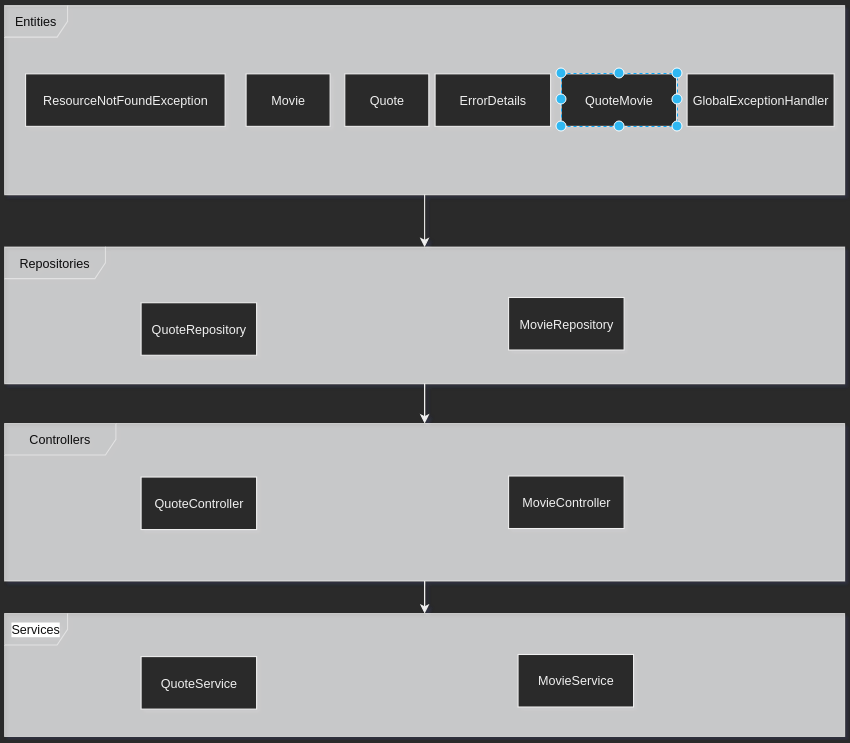 Entities
ResourceNotFoundException
Movie
Quote
ErrorDetails
QuoteMovie
GlobalExceptionHandler
Repositories
QuoteRepository
MovieRepository
Controllers
QuoteController
MovieController
Services
QuoteService
MovieService